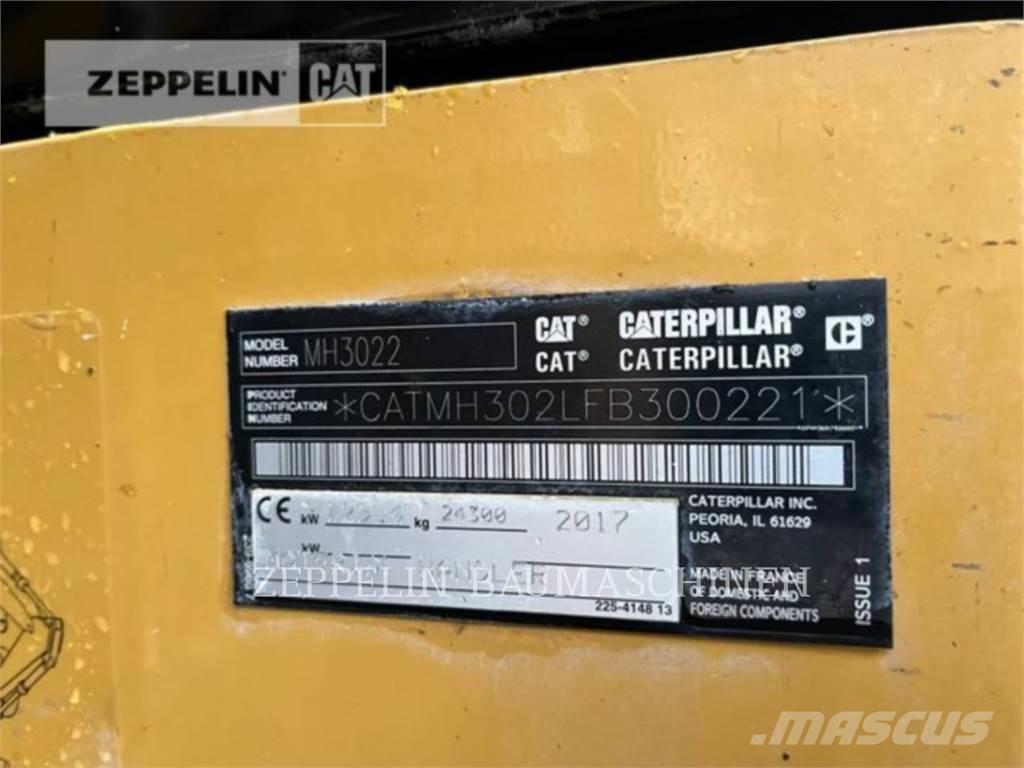 ZEPPELIN® CAT
MODEL NUMBER MH3022
CAT® CATERPILLAR®
CAT® CATERPILLAR®
PRODUCT IDENTIFICATION NUMBER *CATMH302LFB300221*
CE kW kg 24300 2017
kW
225-4148 13
CATERPILLAR INC.
PEORIA, IL 61629
USA
MADE IN FRANCE
OF DOMESTIC AND
FOREIGN COMPONENTS
ISSUE 1
ZEPPELIN BAUMASCHINEN
MASCUS